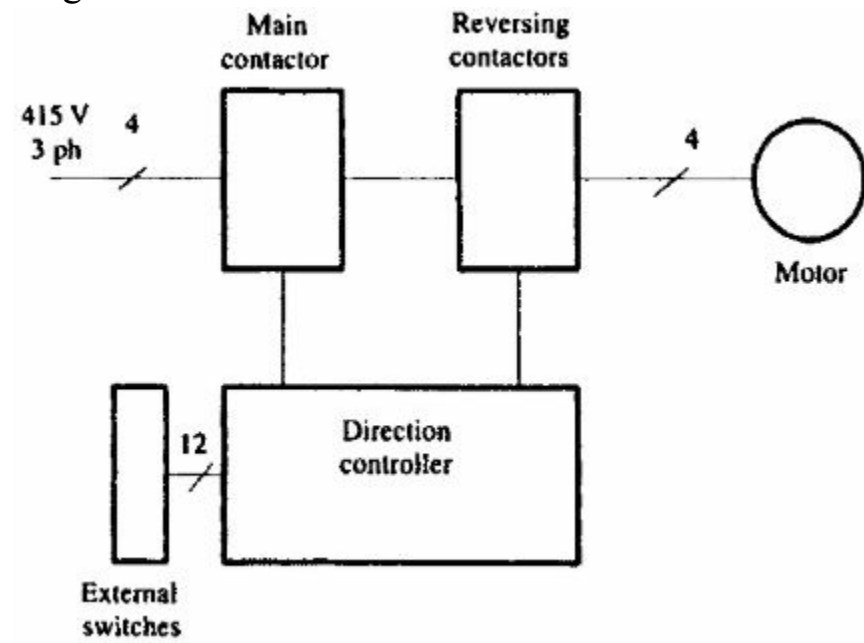 Main
contactor
Reversing
contactors
415 V
3 ph
4
4
Motor
12
Direction
controller
External
switches